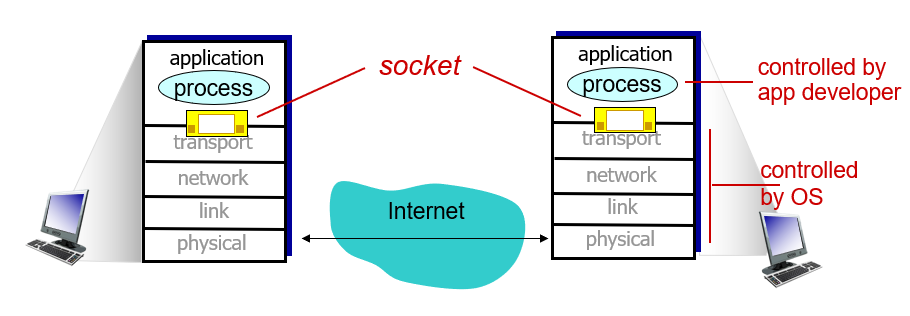 application
process
transport
network
link
physical
socket
Internet
application
process
transport
network
link
physical
controlled by
app developer
controlled
by OS